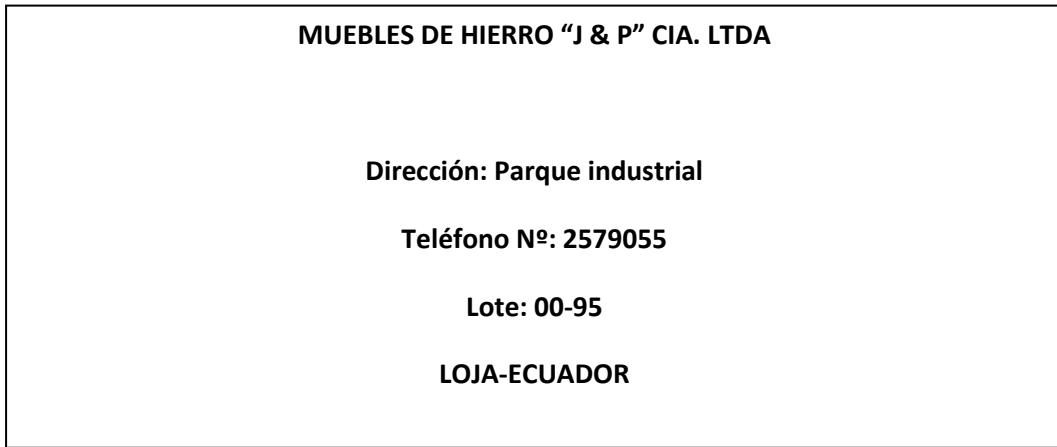 MUEBLES DE HIERRO “J & P” CIA. LTDA
Dirección: Parque industrial
Teléfono Nº: 2579055
Lote: 00-95
LOJA-ECUADOR